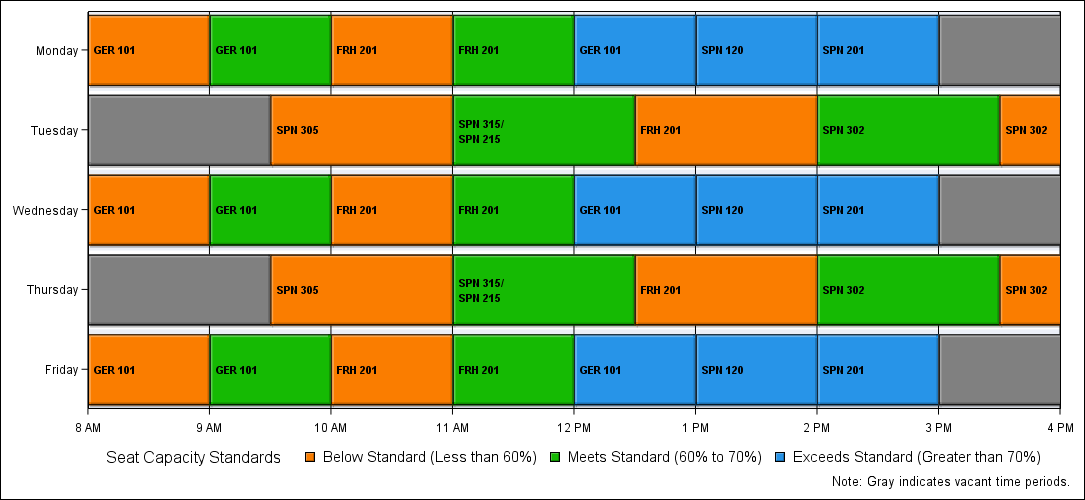 Monday
GER 101
GER 101
FRH 201
FRH 201
GER 101
SPN 120
SPN 201
Tuesday
SPN 305
SPN 315/
SPN 215
FRH 201
SPN 302
SPN 302
Wednesday
GER 101
GER 101
FRH 201
FRH 201
GER 101
SPN 120
SPN 201
Thursday
SPN 305
SPN 315/
SPN 215
FRH 201
SPN 302
SPN 302
Friday
GER 101
GER 101
FRH 201
FRH 201
GER 101
SPN 120
SPN 201
8 AM 9 AM 10 AM 11 AM 12 PM 1 PM 2 PM 3 PM 4 PM
Seat Capacity Standards Below Standard (Less than 60%) Meets Standard (60% to 70%) Exceeds Standard (Greater than 70%)
Note: Gray indicates vacant time periods.